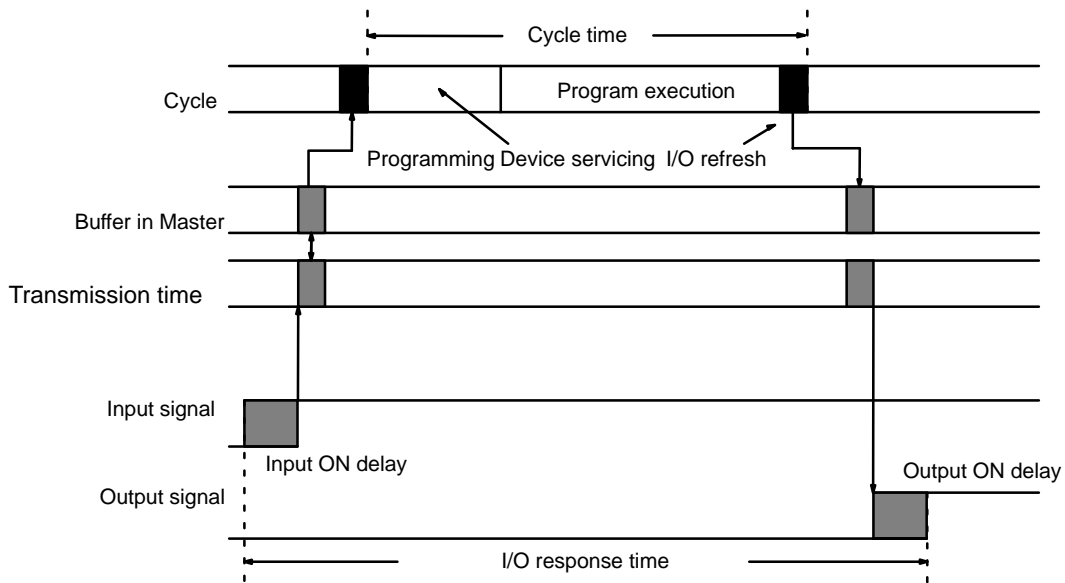 Cycle time
Cycle
Program execution
Programming Device servicing I/O refresh
Buffer in Master
Transmission time
Input signal
Input ON delay
Output ON delay
Output signal
I/O response time